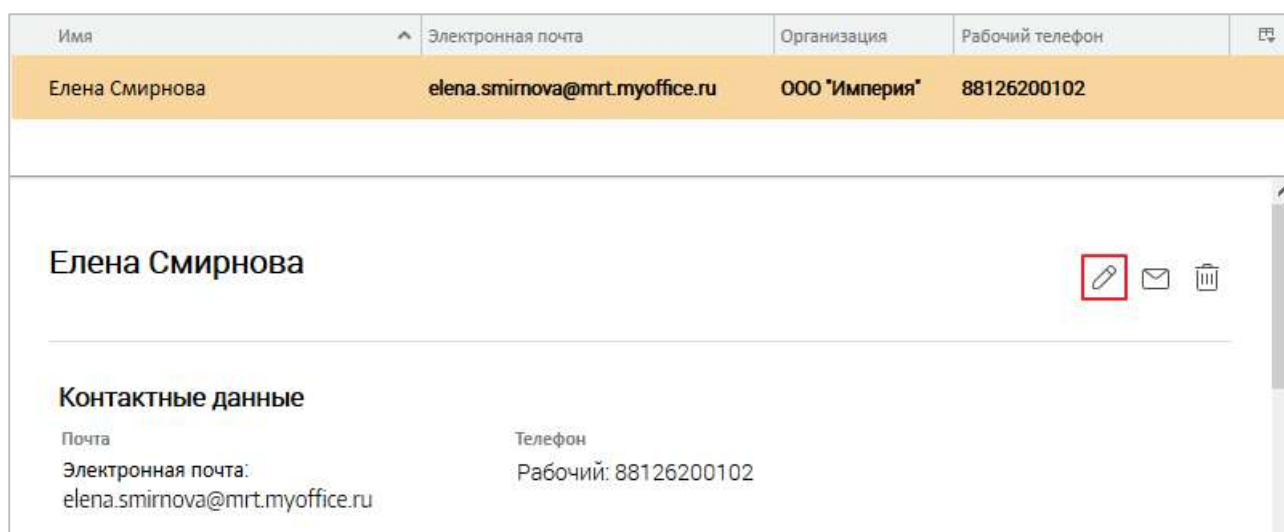 Имя Электронная почта Организация Рабочий телефон
Елена Смирнова elena.smirnova@mrt.myoffice.ru ООО "Империя" 88126200102
Елена Смирнова
Контактные данные
Почта Телефон
Электронная почта: Рабочий: 88126200102
elena.smirnova@mrt.myoffice.ru